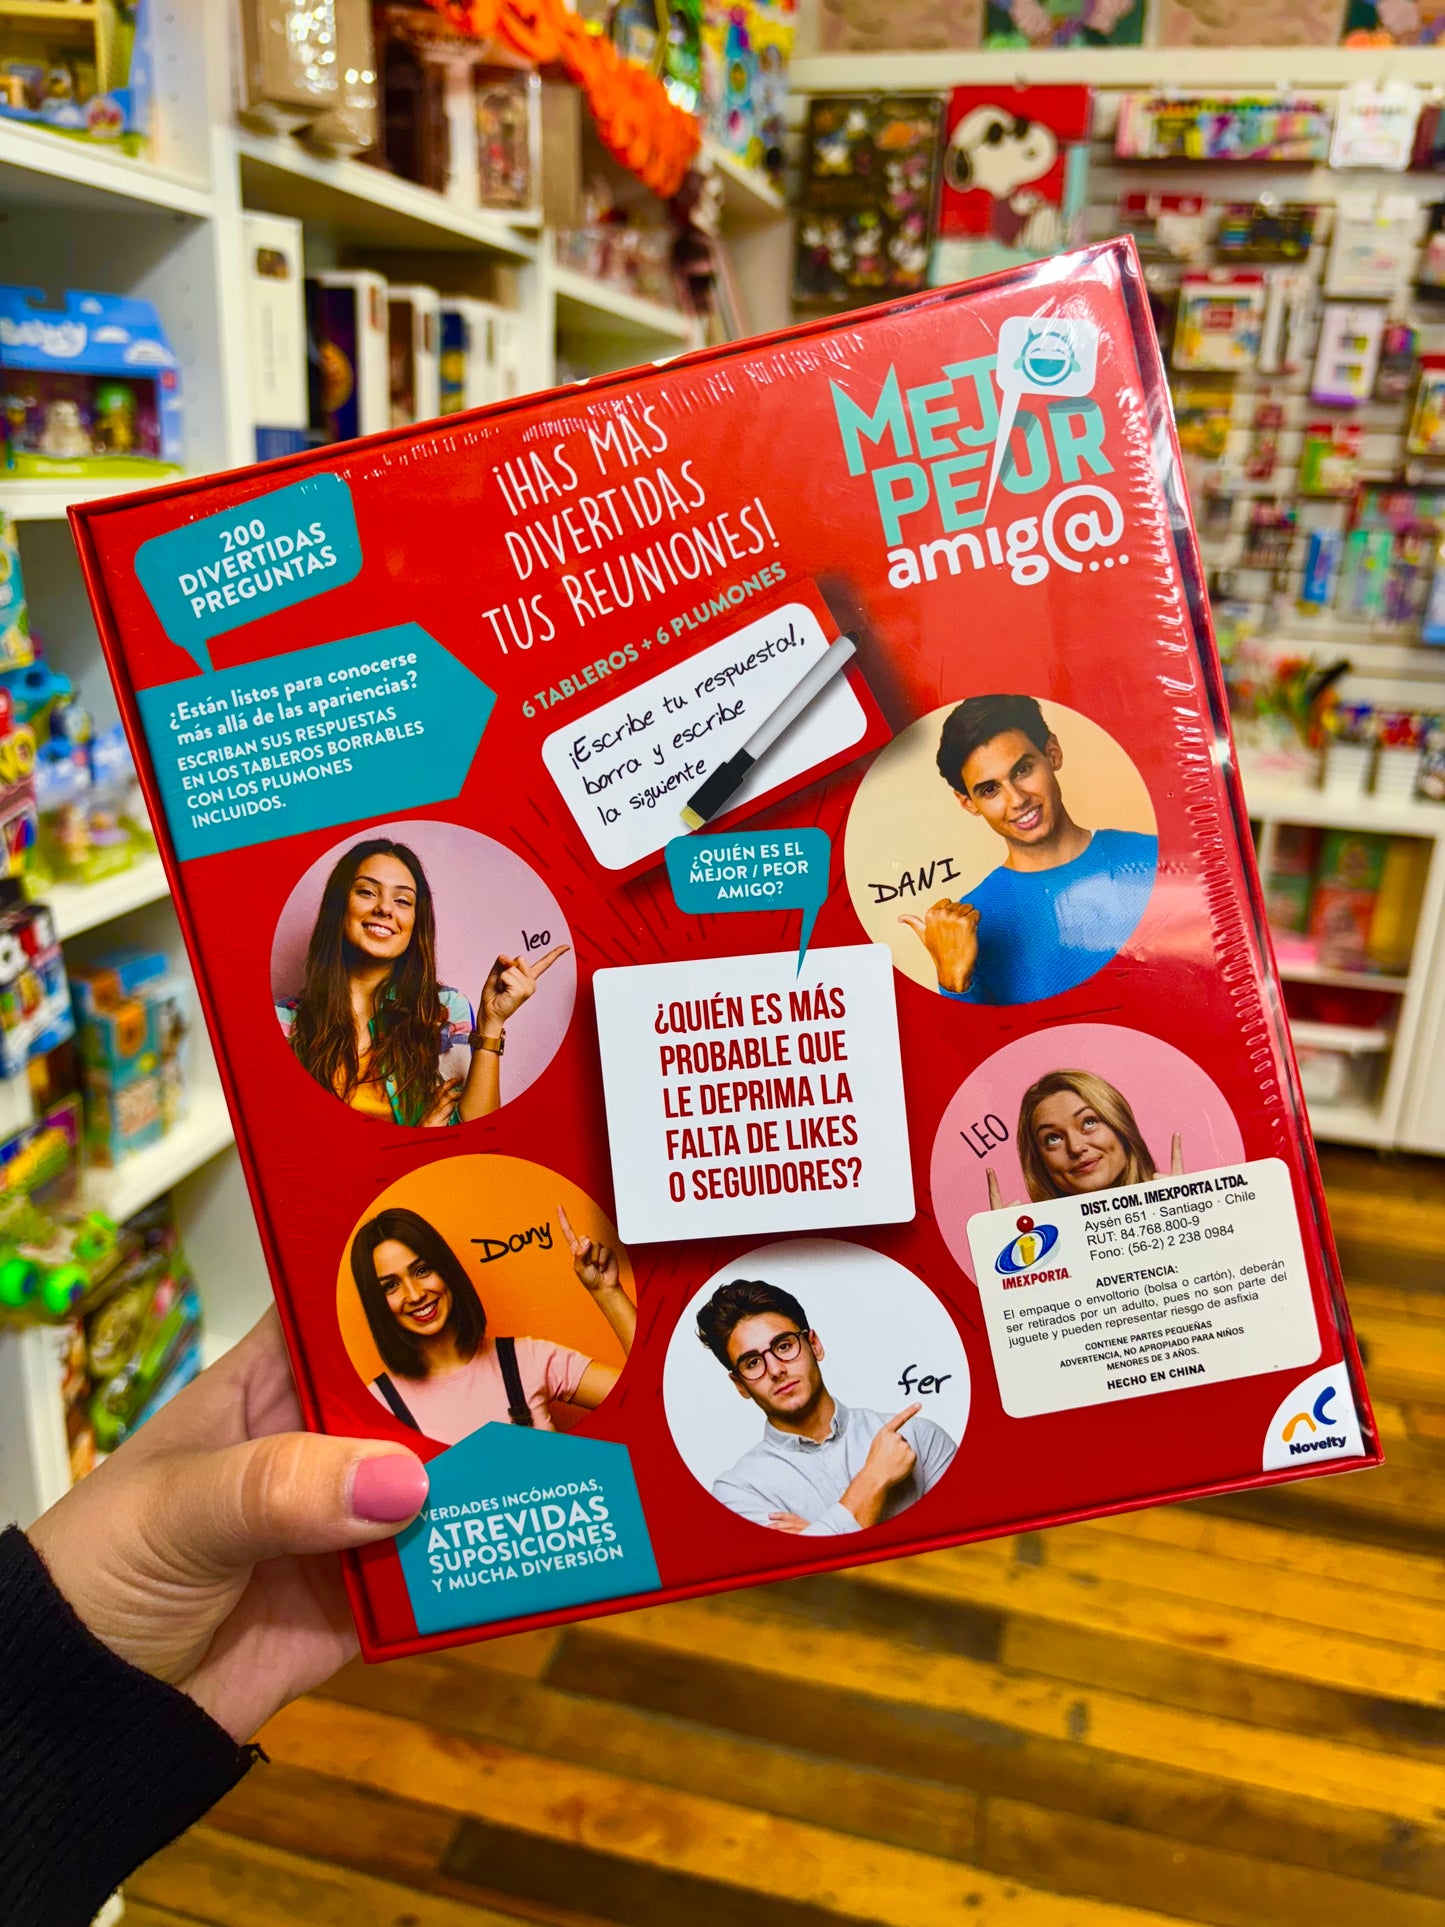 200
DIVERTIDAS
PREGUNTAS
¡HAS MÁS
DIVERTIDAS
TUS REUNIONES!
MEJ PEOR
amig@...
¿Están listos para conocerse
más allá de las apariencias?
ESCRIBAN SUS RESPUESTAS
EN LOS TABLEROS BORRABLES
CON LOS PLUMONES
INCLUIDOS.
6 TABLEROS + 6 PLUMONES
¡Escribe tu respuesta!,
borra y escribe
la siguiente
¿QUIÉN ES EL
MEJOR / PEOR
AMIGO?
DANI
leo
¿QUIÉN ES MÁS
PROBABLE QUE
LE DEPRIMA LA
FALTA DE LIKES
O SEGUIDORES?
LEO
Dany
fer
DIST. COM. IMEXPORTA LTDA.
Aysén 651 · Santiago · Chile
RUT: 84.768.800-9
Fono: (56-2) 2 238 0984
IMEXPORTA
ADVERTENCIA:
El empaque o envoltorio (bolsa o cartón), deberán
ser retirados por un adulto, pues no son parte del
juguete y pueden representar riesgo de asfixia
CONTIENE PARTES PEQUEÑAS
ADVERTENCIA, NO APROPIADO PARA NIÑOS
MENORES DE 3 AÑOS.
HECHO EN CHINA
Novelty
VERDADES INCÓMODAS,
ATREVIDAS
SUPOSICIONES
Y MUCHA DIVERSIÓN